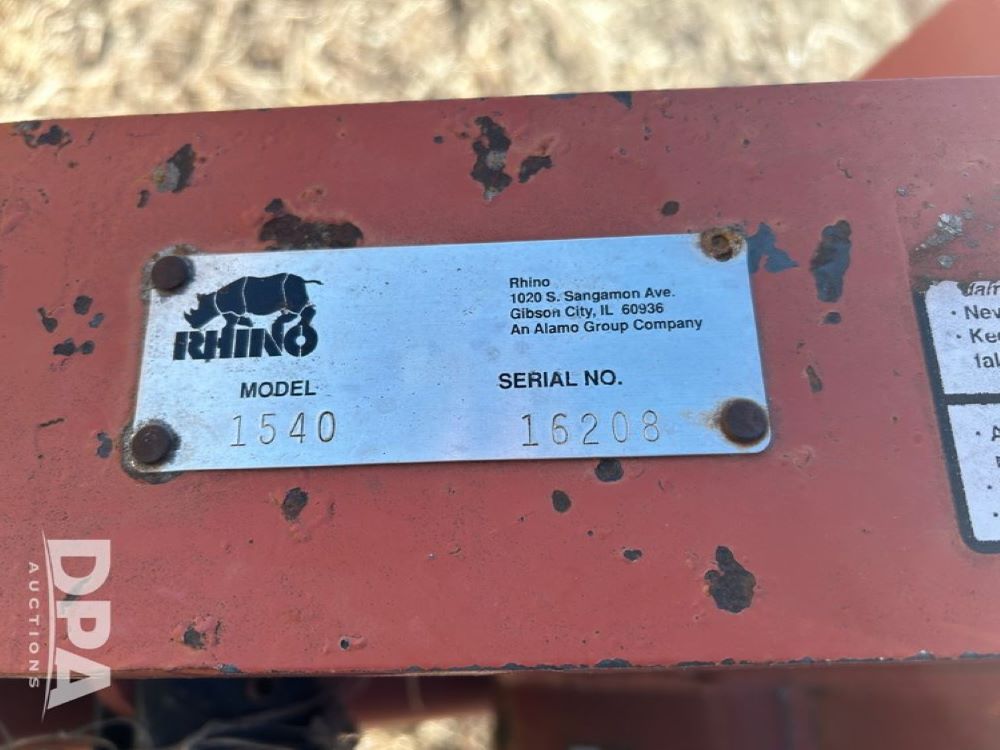 RHINO
Rhino
1020 S. Sangamon Ave.
Gibson City, IL 60936
An Alamo Group Company
MODEL
SERIAL NO.
1540
16208
DPA
AUCTIONS